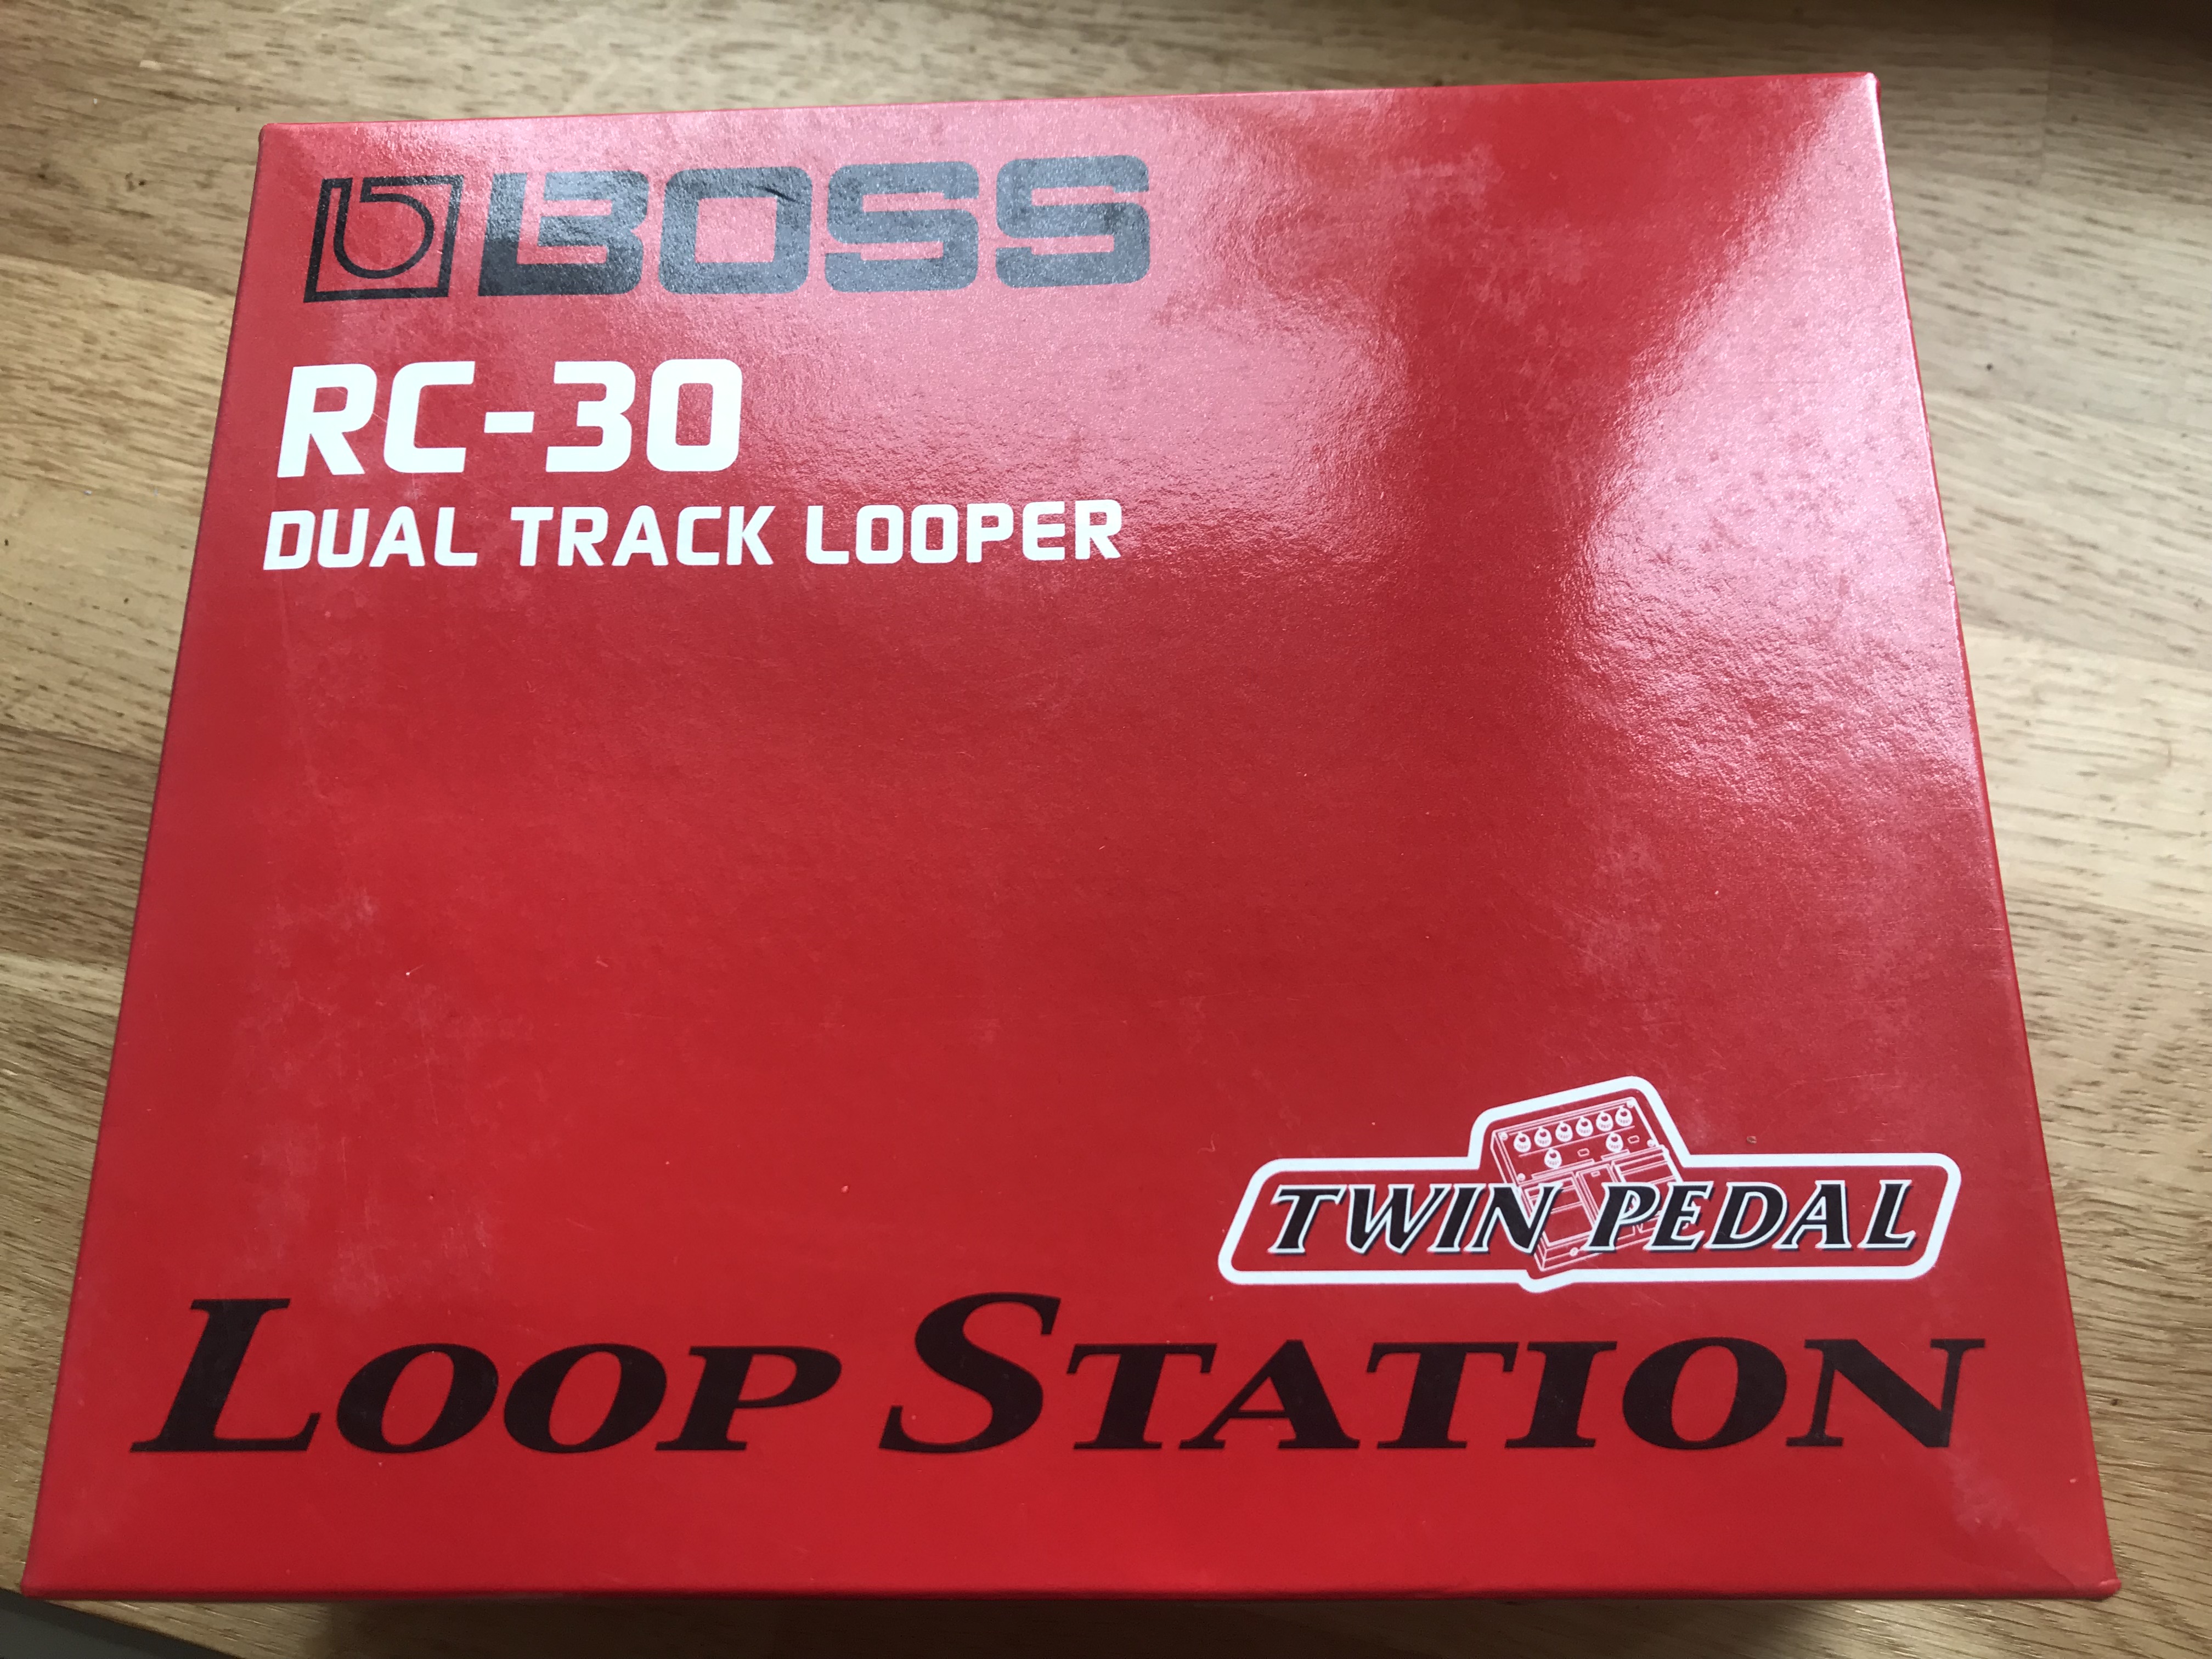 BOSS
RC-30
DUAL TRACK LOOPER
TWIN PEDAL
LOOP STATION